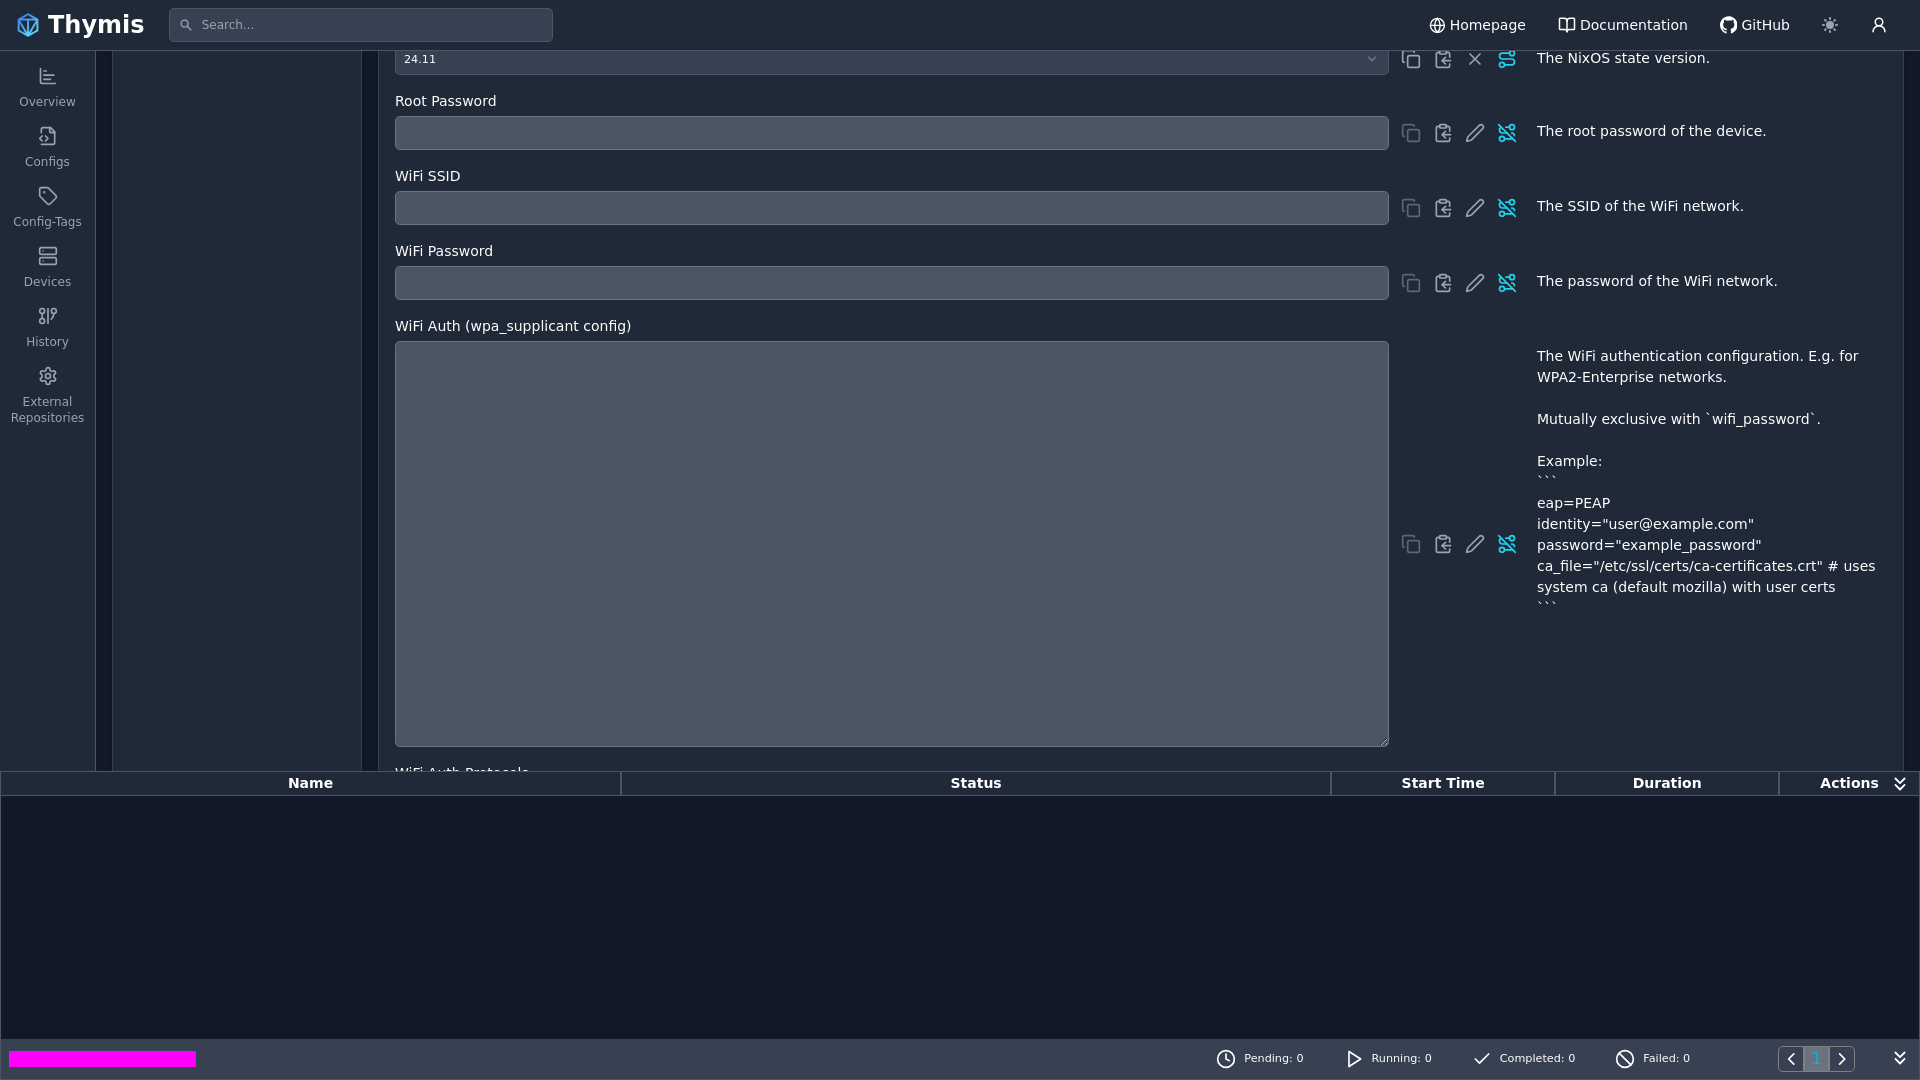 Thymis
Search...
Homepage
Documentation
GitHub
Overview
Configs
Config-Tags
Devices
History
External
Repositories
24.11
The NixOS state version.
Root Password
The root password of the device.
WiFi SSID
The SSID of the WiFi network.
WiFi Password
The password of the WiFi network.
WiFi Auth (wpa_supplicant config)
The WiFi authentication configuration. E.g. for
WPA2-Enterprise networks.
Mutually exclusive with `wifi_password`.
Example:
```
eap=PEAP
identity="user@example.com"
password="example_password"
ca_file="/etc/ssl/certs/ca-certificates.crt" # uses
system ca (default mozilla) with user certs
```
WiFi Auth Protocols
Name
Status
Start Time
Duration
Actions
Pending: 0
Running: 0
Completed: 0
Failed: 0
1